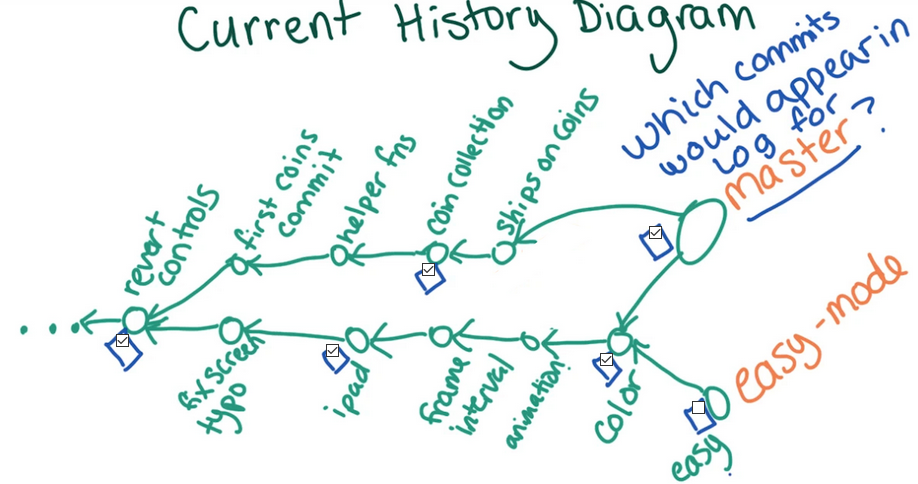 Current History Diagram
which commits
would appear in
log for
master?
revert
controls
first coins
commit
helper fns
coin collection
ships on coins
fix screen
typo
ipad
frame
interval
animation
color
easy
easy-mode